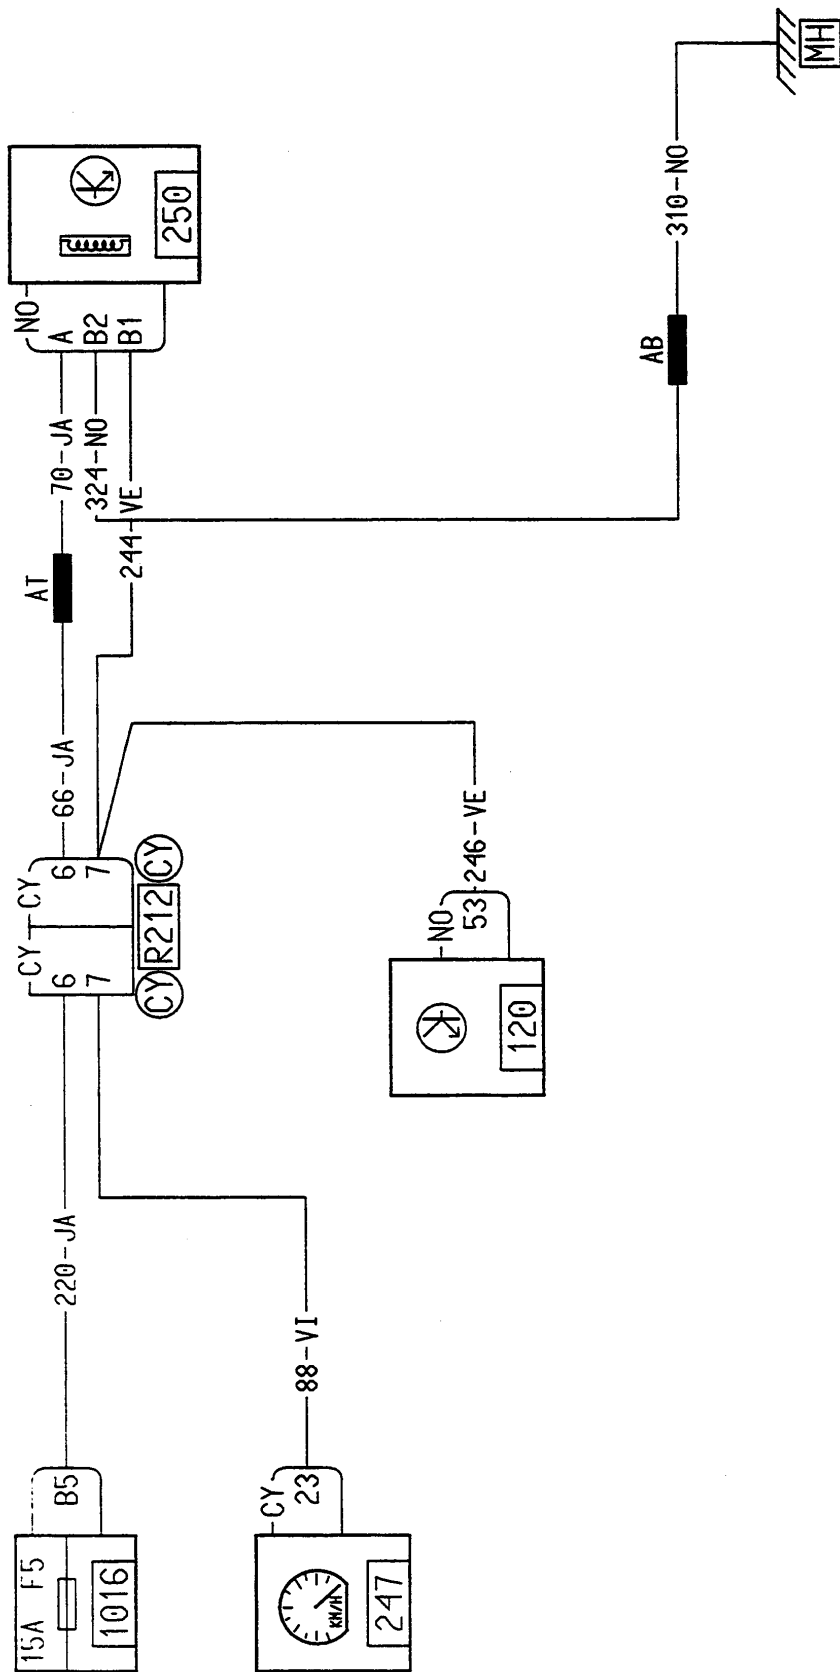 15A F5
1016
B5
220-JA
CY
6
7
CY
CY
6
7
R212
CY
66-JA
AT
70-JA
NO
A
B2
B1
250
324-NO
244-VE
247
KM/H
CY
23
88-VI
120
NO
53
246-VE
AB
310-NO
MH